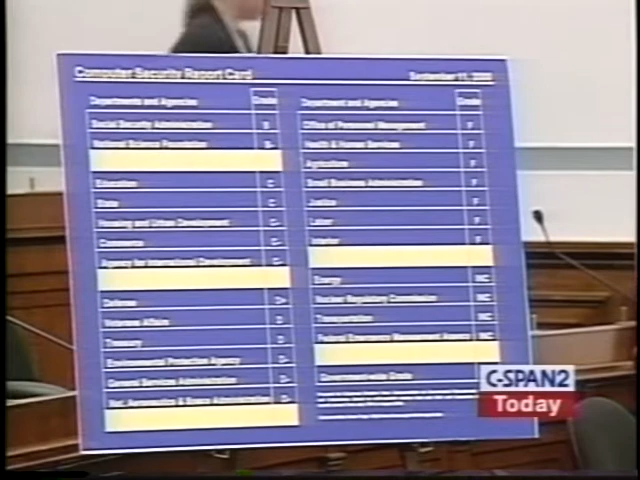 Computer Security Report Card
September 11, 2000
Departments and Agencies Grade
Social Security Administration B
National Science Foundation B-
Education C
State C
Housing and Urban Development C-
Commerce C-
Agency for International Development C-
Defense D+
Veterans Affairs D
Treasury D
Environmental Protection Agency D-
General Services Administration D-
Nat. Aeronautics & Space Administration D-
Department and Agencies Grade
Office of Personnel Management F
Health & Human Services F
Agriculture F
Small Business Administration F
Justice F
Labor F
Interior F
Energy INC
Nuclear Regulatory Commission INC
Transportation INC
Federal Emergency Management Agency INC
Governmentwide Grade
C-SPAN2
Today